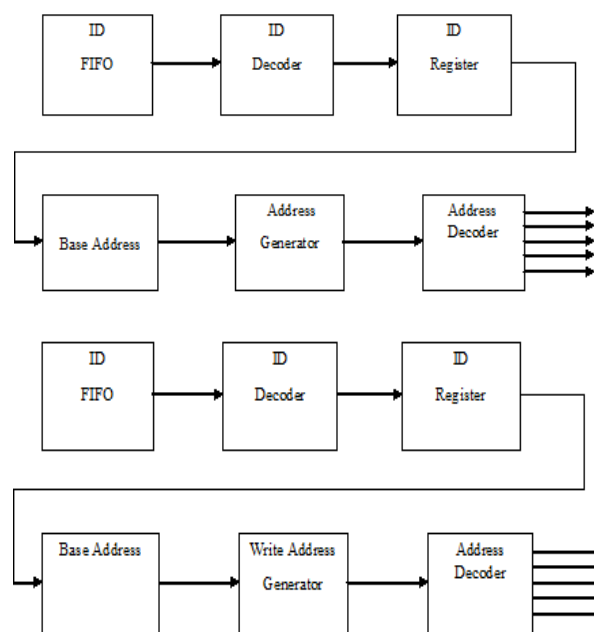 ID
FIFO
ID
Decoder
ID
Register
Base Address
Address
Generator
Address
Decoder
ID
FIFO
ID
Decoder
ID
Register
Base Address
Write Address
Generator
Address
Decoder